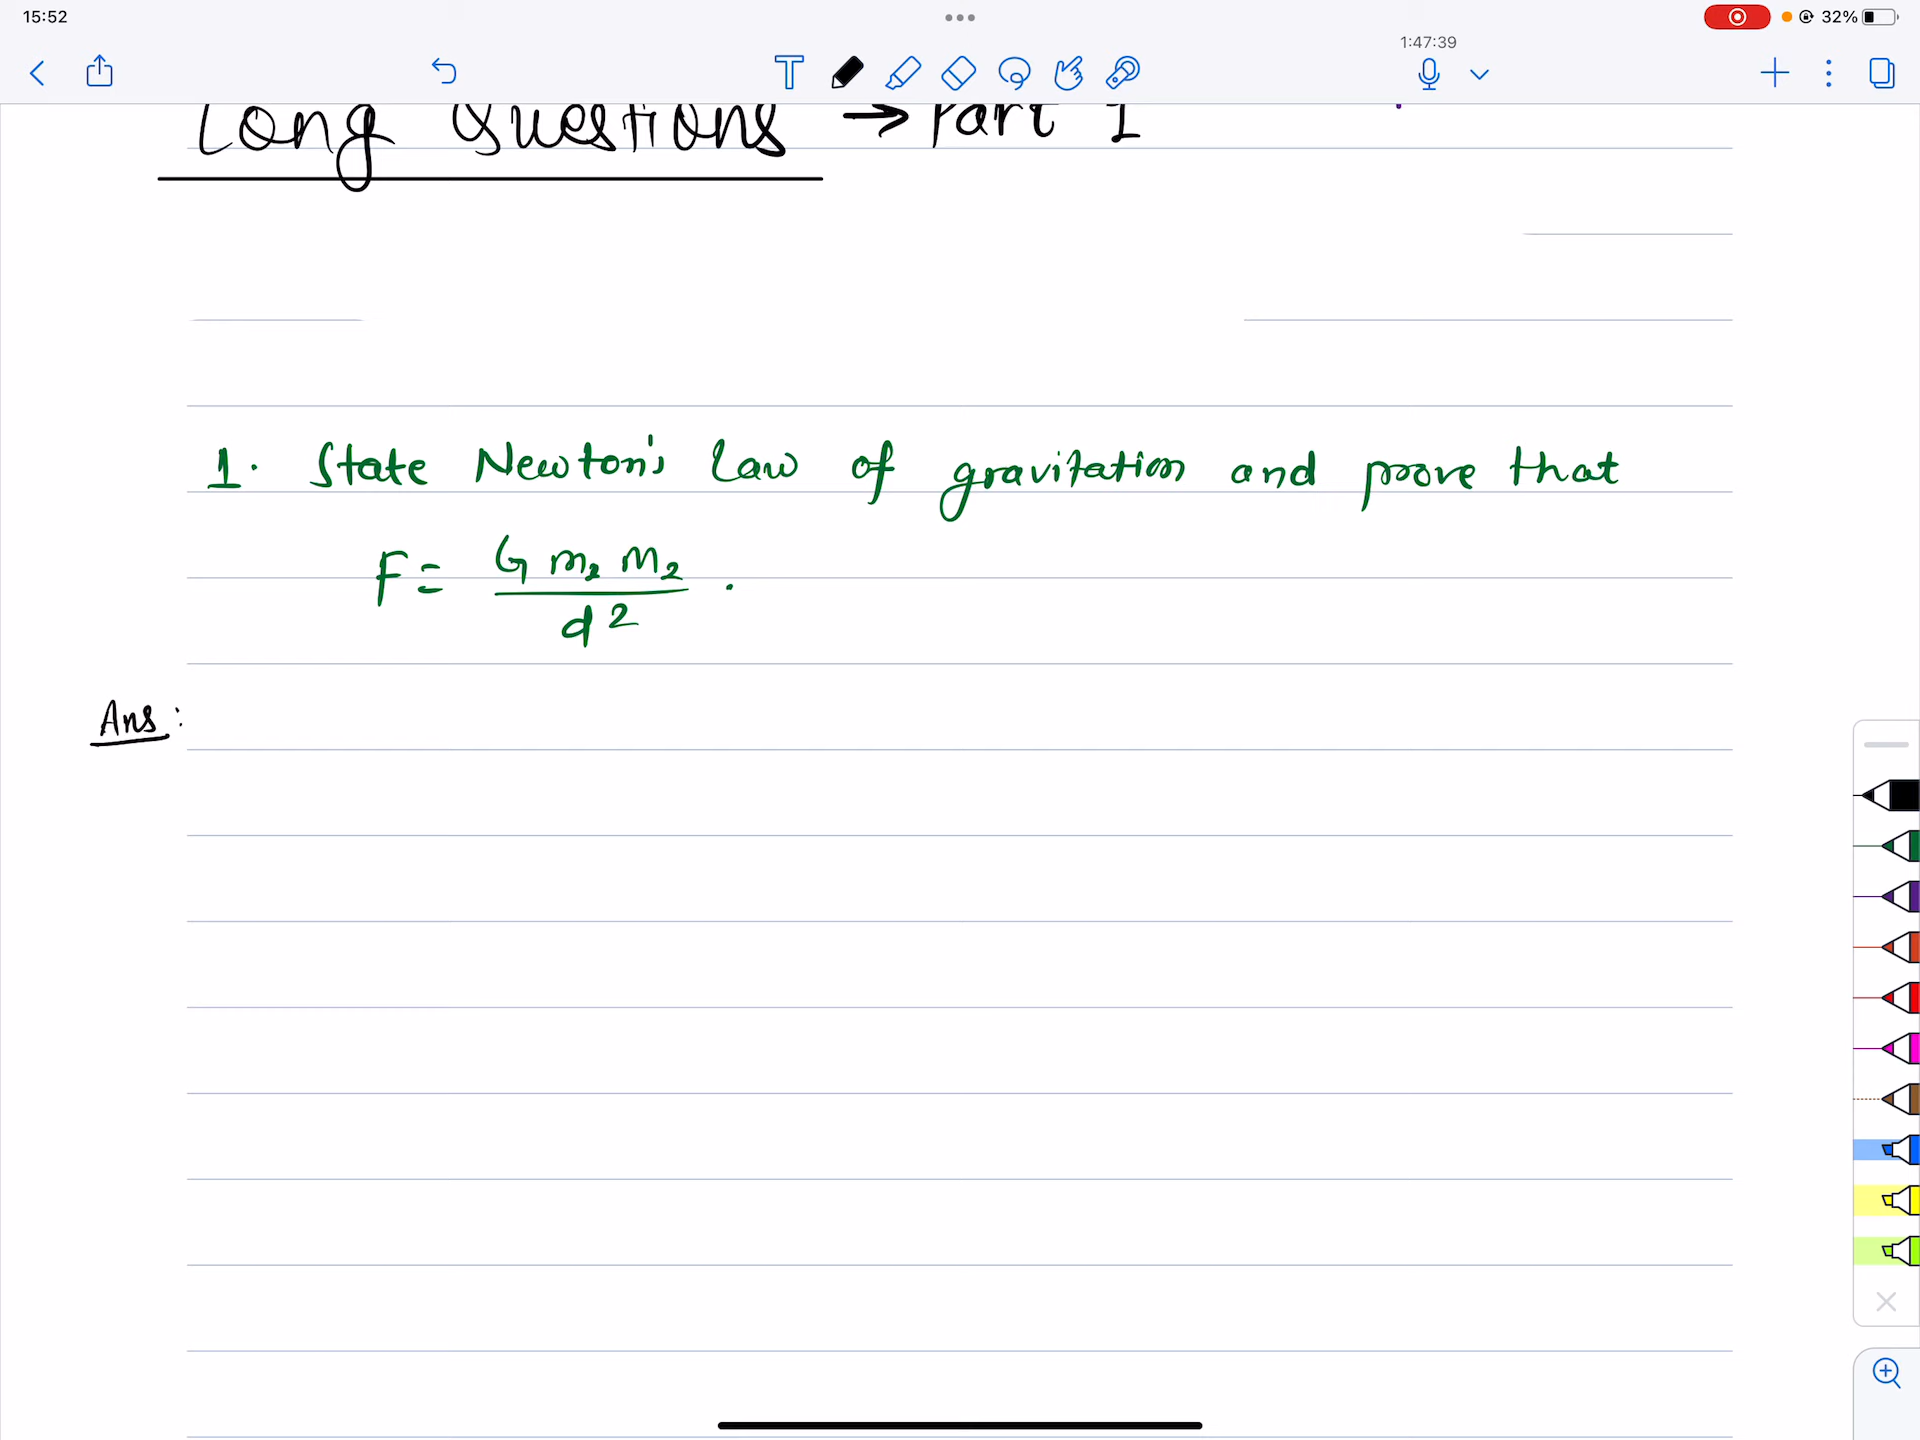 15:52
32%
1:47:39
Long Questions → Part 1
1. State Newton's Law of gravitation and prove that
F = G m₁ m₂ / d² .
Ans :